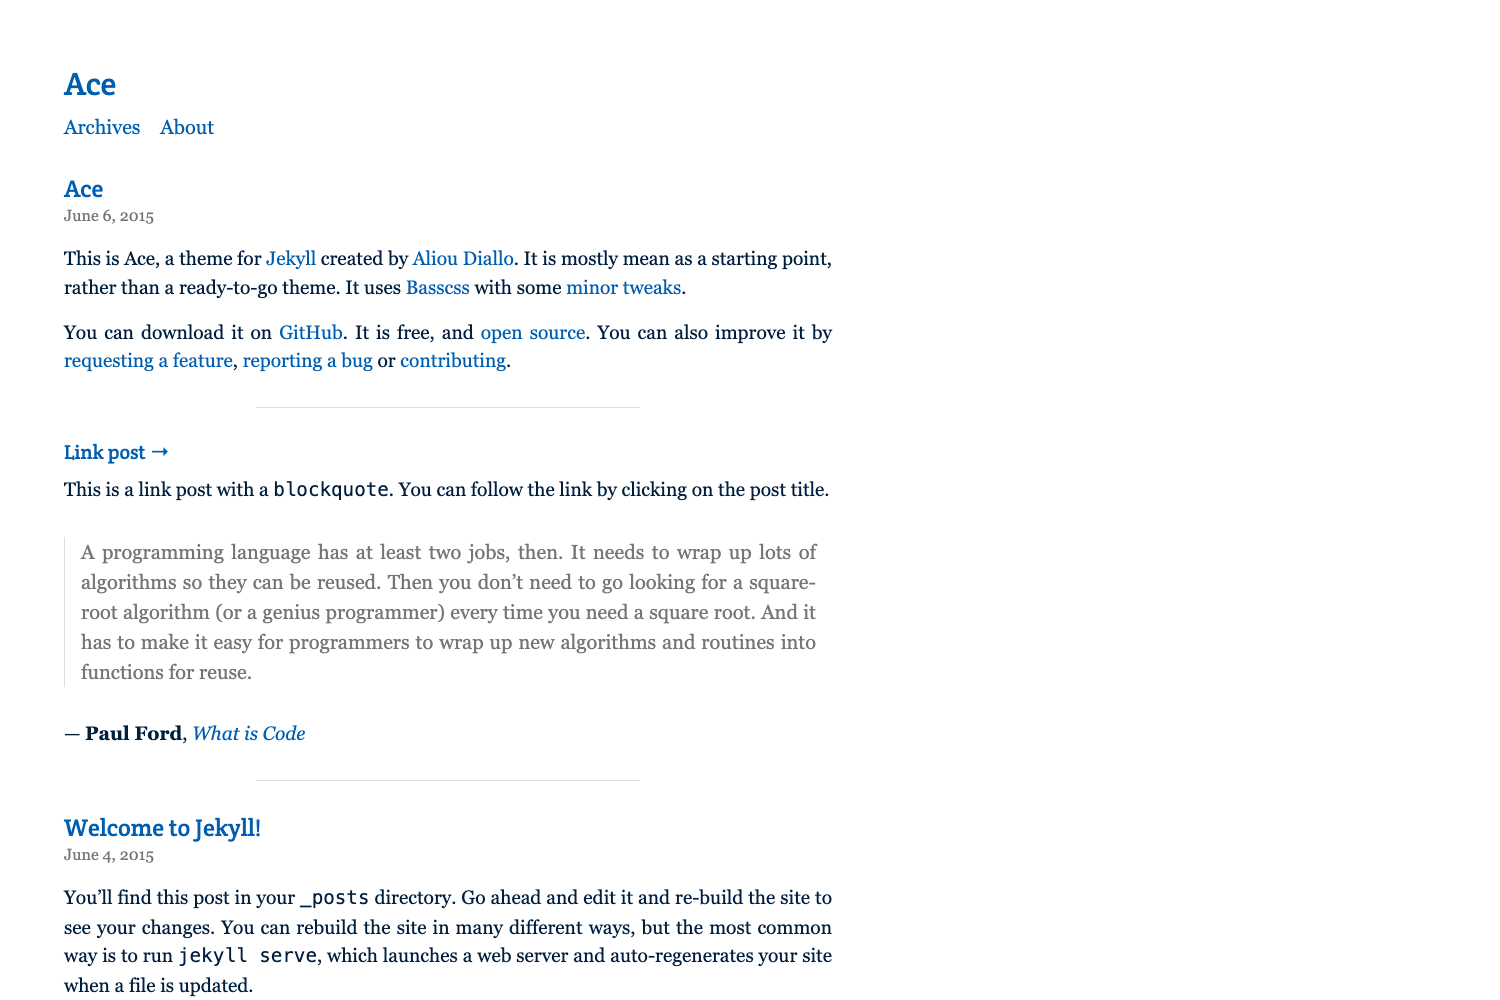 Ace
Archives About
Ace
June 6, 2015
This is Ace, a theme for Jekyll created by Aliou Diallo. It is mostly mean as a starting point,
rather than a ready-to-go theme. It uses Basscss with some minor tweaks.
You can download it on GitHub. It is free, and open source. You can also improve it by
requesting a feature, reporting a bug or contributing.
Link post →
This is a link post with a blockquote. You can follow the link by clicking on the post title.
A programming language has at least two jobs, then. It needs to wrap up lots of
algorithms so they can be reused. Then you don’t need to go looking for a square-
root algorithm (or a genius programmer) every time you need a square root. And it
has to make it easy for programmers to wrap up new algorithms and routines into
functions for reuse.
— Paul Ford, What is Code
Welcome to Jekyll!
June 4, 2015
You’ll find this post in your _posts directory. Go ahead and edit it and re-build the site to
see your changes. You can rebuild the site in many different ways, but the most common
way is to run jekyll serve, which launches a web server and auto-regenerates your site
when a file is updated.